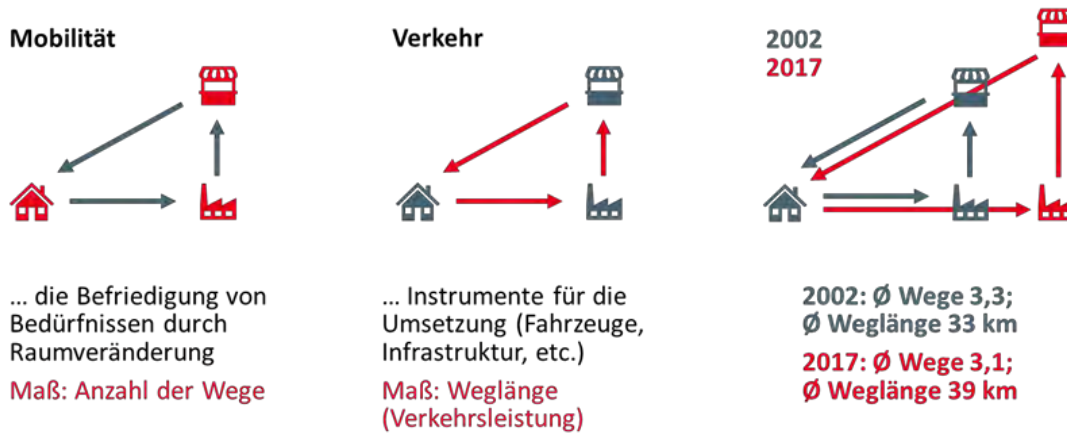 Mobilität
... die Befriedigung von
Bedürfnissen durch
Raumveränderung
Maß: Anzahl der Wege
Verkehr
... Instrumente für die
Umsetzung (Fahrzeuge,
Infrastruktur, etc.)
Maß: Weglänge
(Verkehrsleistung)
2002
2017
2002: Ø Wege 3,3;
Ø Weglänge 33 km
2017: Ø Wege 3,1;
Ø Weglänge 39 km